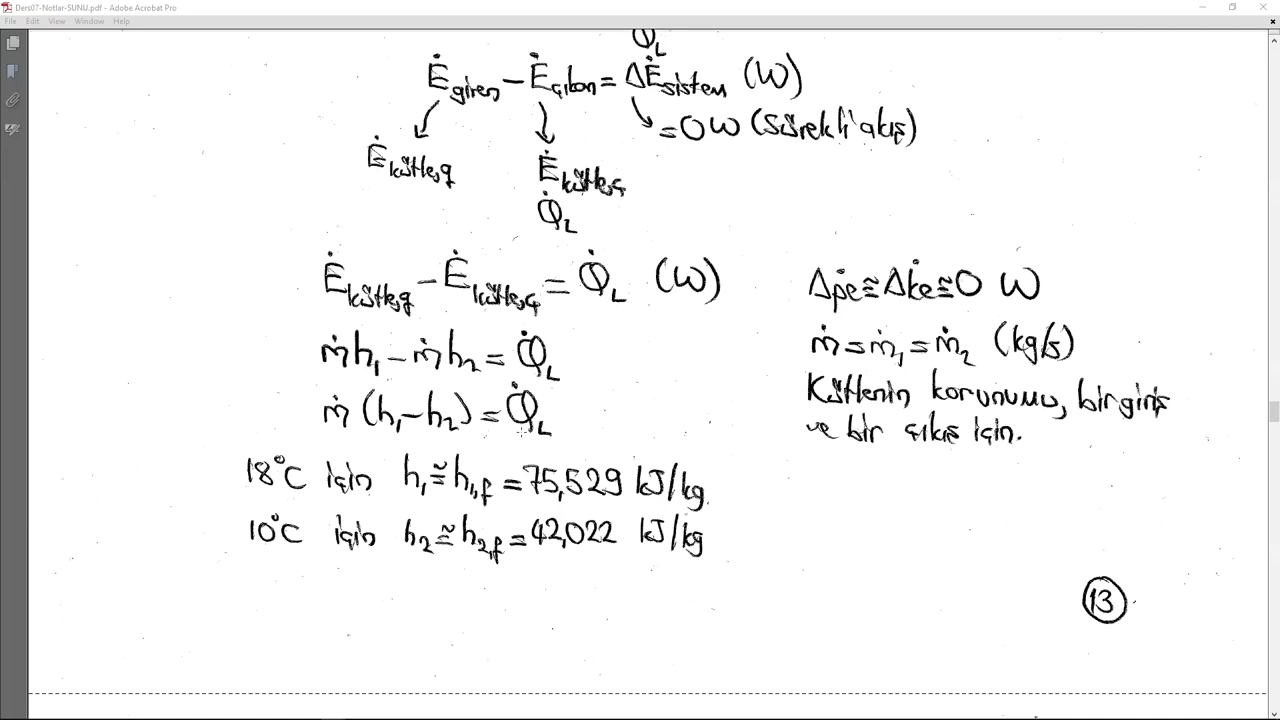 Ders07-Notlar-SUNU.pdf - Adobe Acrobat Pro
File Edit View Window Help
Q̇L
Ėgiren – Ėçıkan = ΔĖsistem (W)
= 0 W (Sürekli akış)
Ėkütle,g
Ėkütle,ç
Q̇L
Ėkütle,g – Ėkütle,ç = Q̇L (W)
Δṗe ≅ Δk̇e ≅ 0 W
ṁh₁ – ṁh₂ = Q̇L
ṁ = ṁ₁ = ṁ₂ (kg/s)
ṁ (h₁ – h₂) = Q̇L
Kütlenin korunumu, bir giriş
ve bir çıkış için.
18°C için h₁ ≅ h₁,f = 75,529 kJ/kg
10°C için h₂ ≅ h₂,f = 42,022 kJ/kg
13